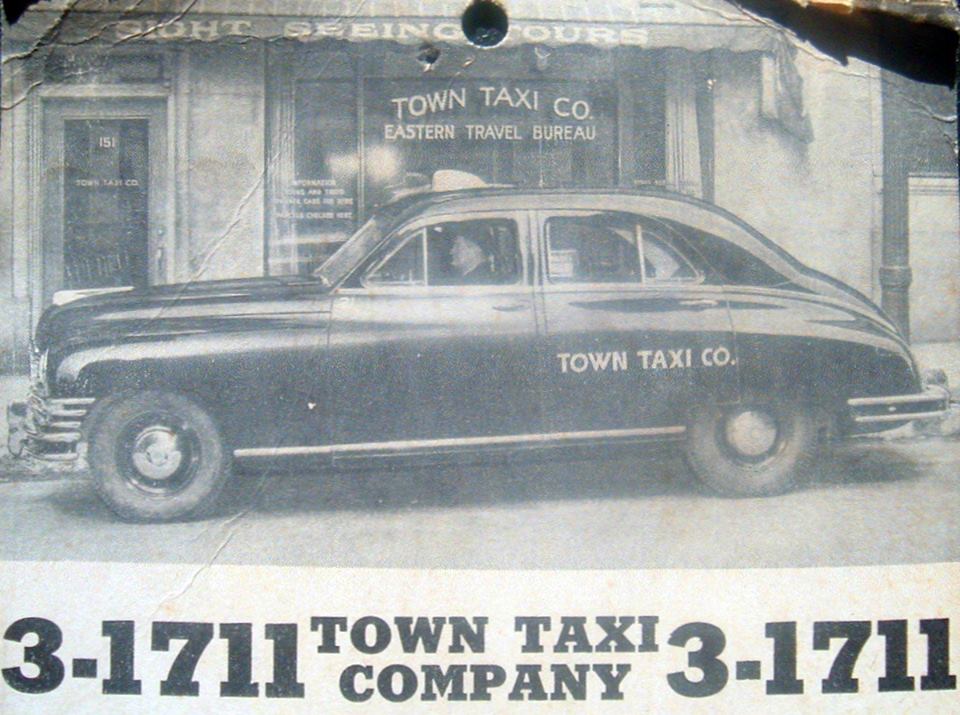 SIGHT SEEING TOURS
TOWN TAXI CO.
EASTERN TRAVEL BUREAU
151
TOWN TAXI CO.
INFORMATION
TOWN TAXI CO.
3-1711 TOWN TAXI COMPANY 3-1711